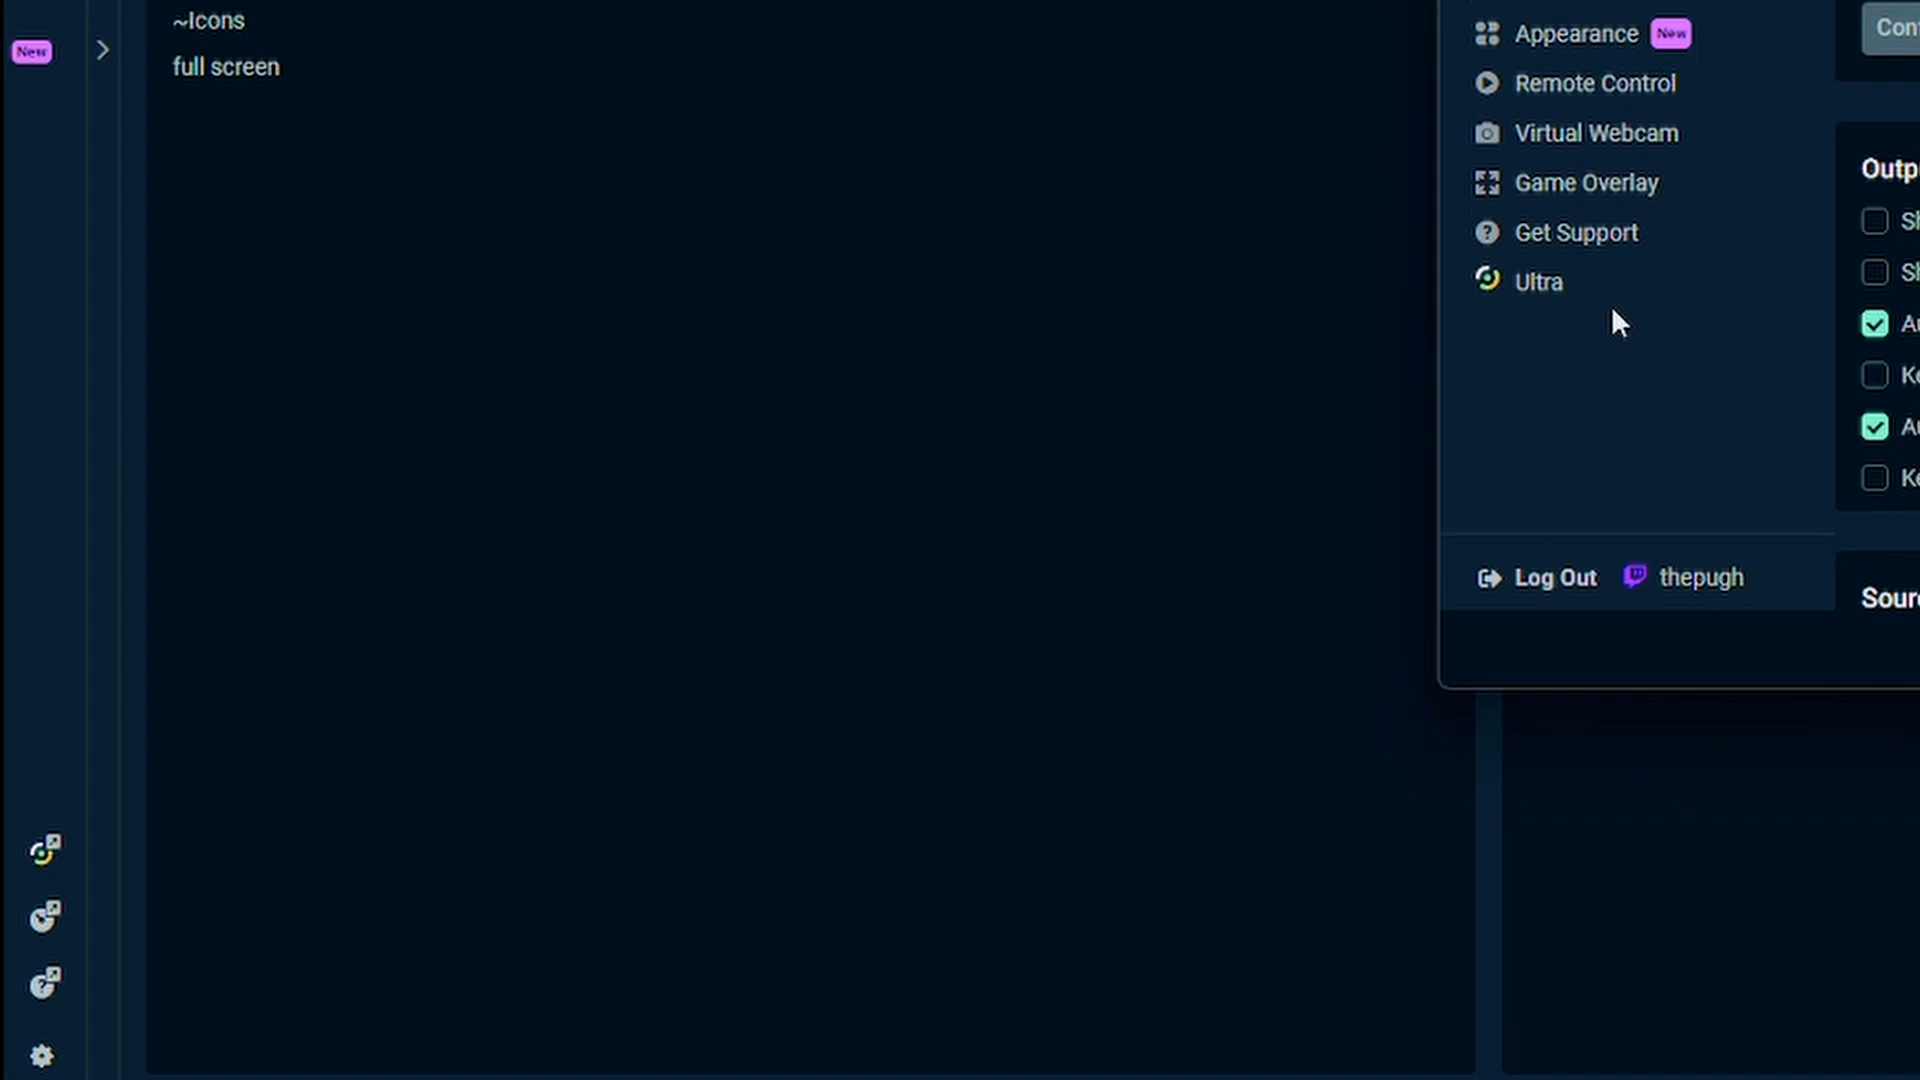 ~Icons
full screen
New
Appearance New
Remote Control
Virtual Webcam
Game Overlay
Get Support
Ultra
Log Out thepugh